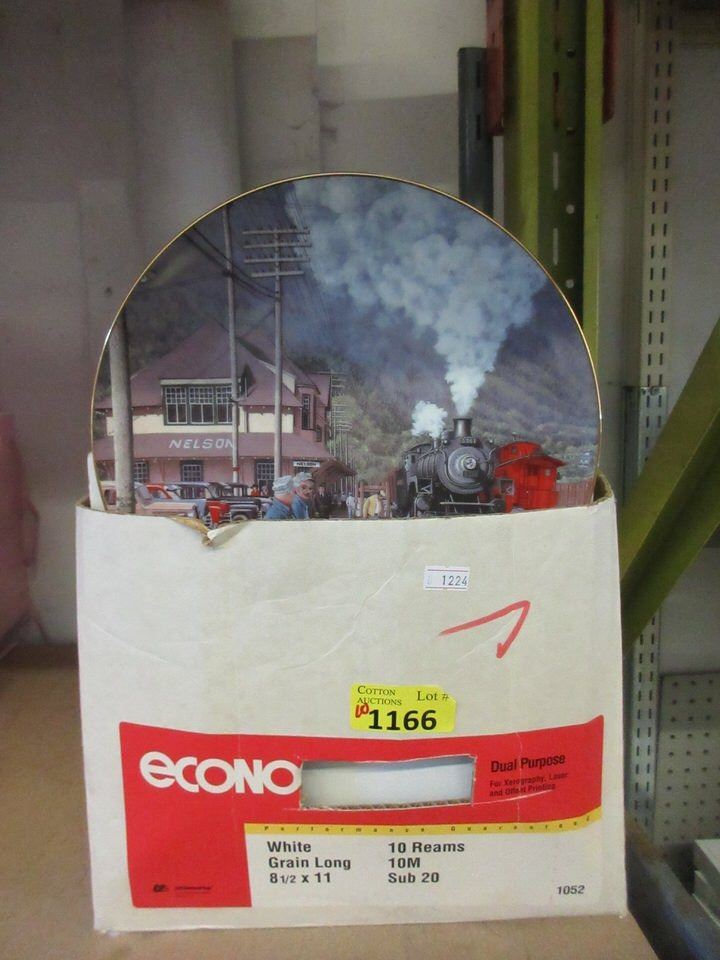 NELSON
NELSON
1224
COTTON
AUCTIONS
Lot #
1166
econo
Dual Purpose
For Xerography, Laser
and Offset Printing
Performance Guaranteed
White
Grain Long
8 1/2 x 11
10 Reams
10M
Sub 20
1052